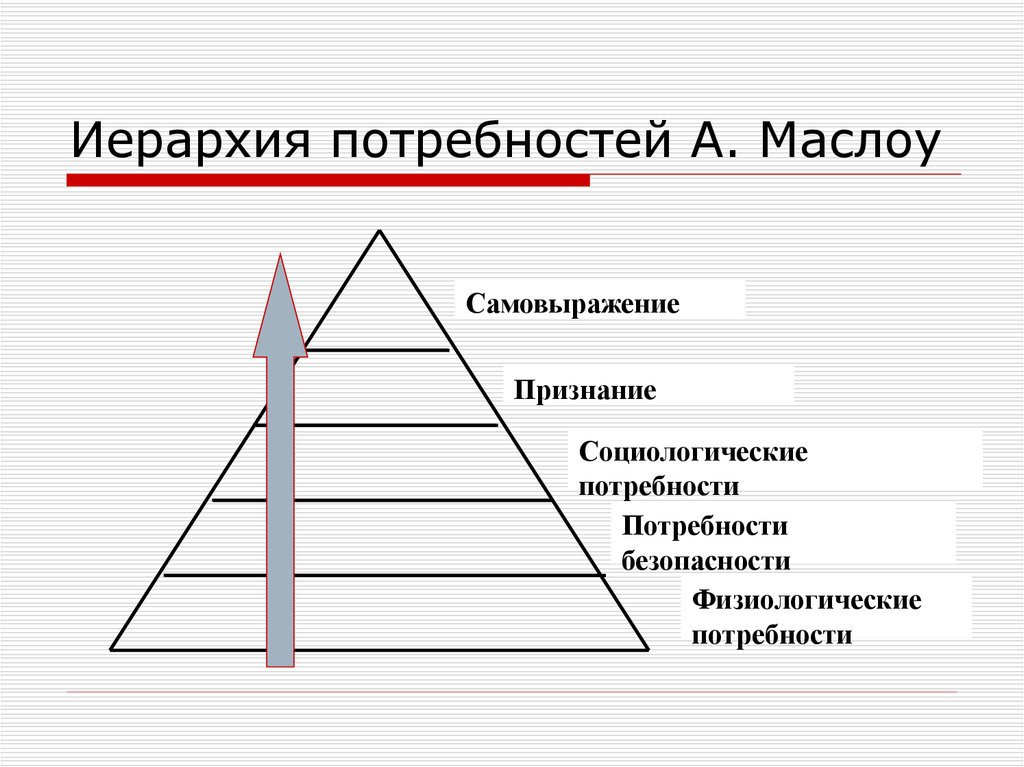 Иерархия потребностей А. Маслоу
Самовыражение
Признание
Социологические
потребности
Потребности
безопасности
Физиологические
потребности